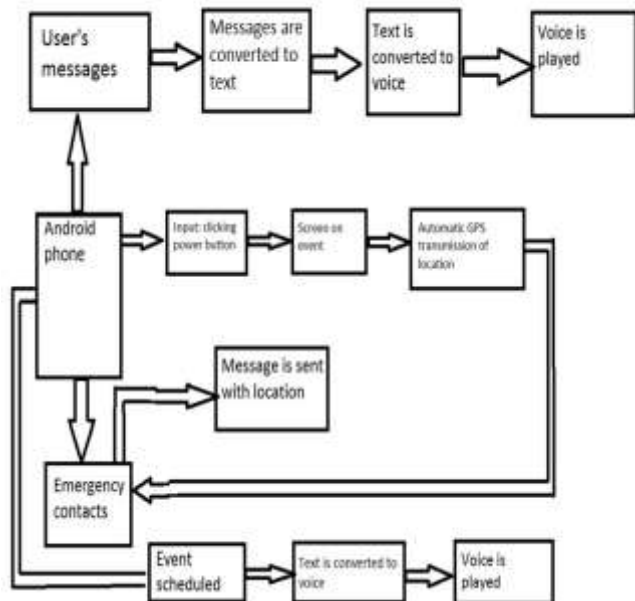 User's
messages
Messages are
converted to
text
Text is
converted to
voice
Voice is
played
Android
phone
Input: clicking
power button
Screen on
event
Automatic GPS
transmission of
location
Message is sent
with location
Emergency
contacts
Event
scheduled
Text is converted to
voice
Voice is
played